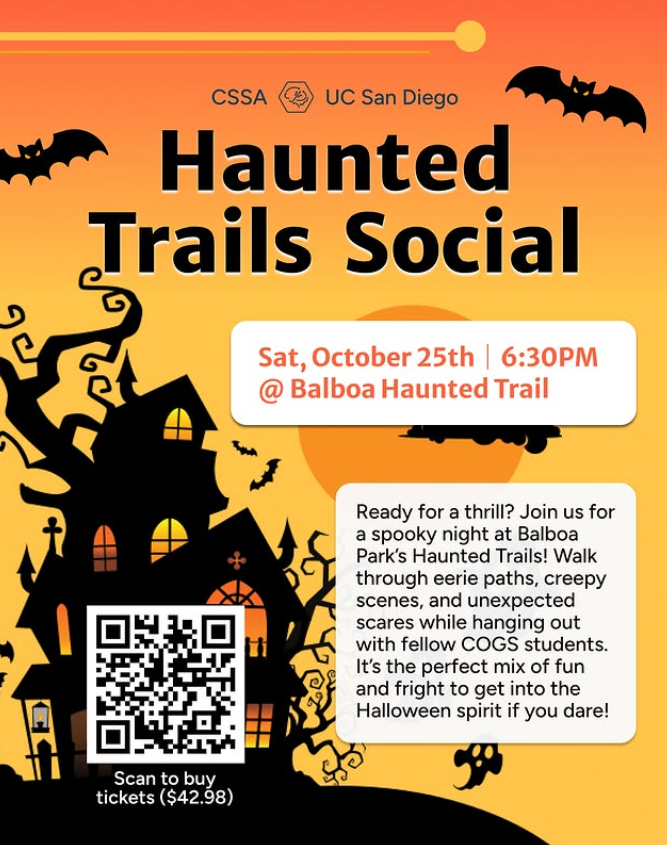 CSSA UC San Diego
Haunted
Trails Social
Sat, October 25th | 6:30PM
@ Balboa Haunted Trail
Ready for a thrill? Join us for
a spooky night at Balboa
Park's Haunted Trails! Walk
through eerie paths, creepy
scenes, and unexpected
scares while hanging out
with fellow COGS students.
It's the perfect mix of fun
and fright to get into the
Halloween spirit if you dare!
Scan to buy
tickets ($42.98)